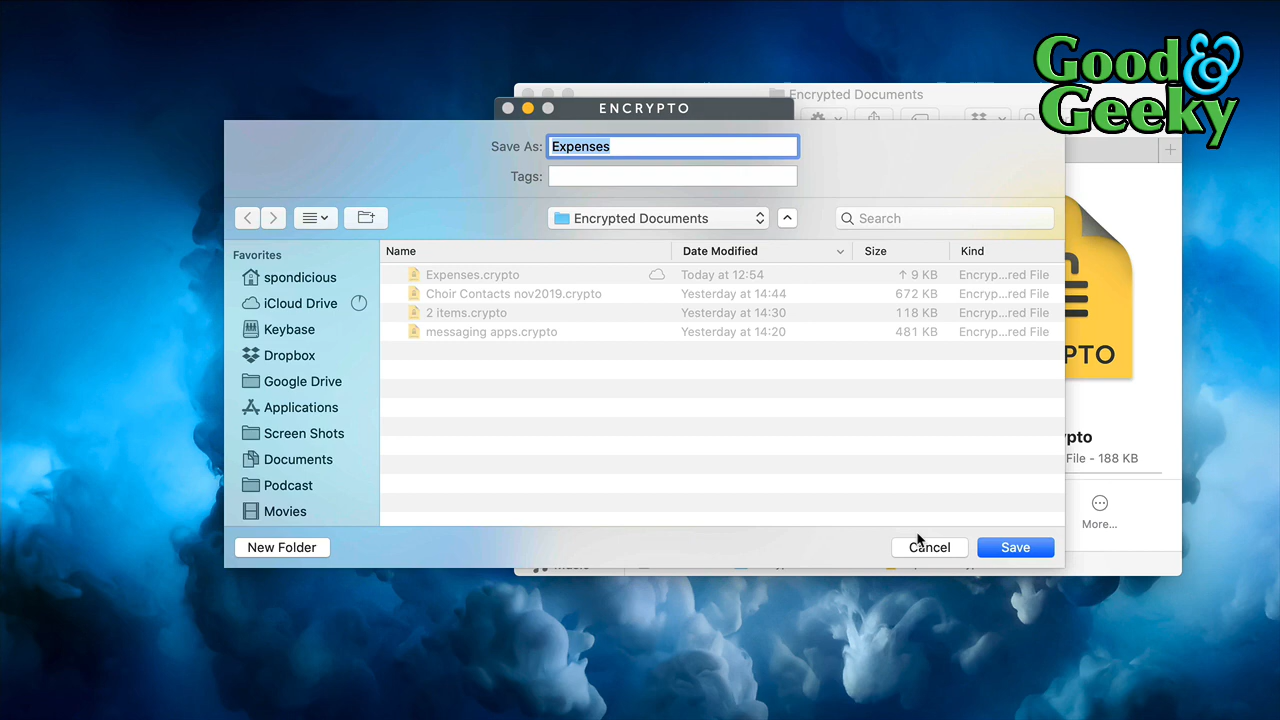 Good &
Geeky
Encrypted Documents
ENCRYPTO
Save As: Expenses
Tags:
Encrypted Documents
Search
Favorites
spondicious
iCloud Drive
Keybase
Dropbox
Google Drive
Applications
Screen Shots
Documents
Podcast
Movies
Name Date Modified Size Kind
Expenses.crypto Today at 12:54 ↑ 9 KB Encryp...red File
Choir Contacts nov2019.crypto Yesterday at 14:44 672 KB Encryp...red File
2 items.crypto Yesterday at 14:30 118 KB Encryp...red File
messaging apps.crypto Yesterday at 14:20 481 KB Encryp...red File
PTO
ypto
File - 188 KB
More...
New Folder Cancel Save